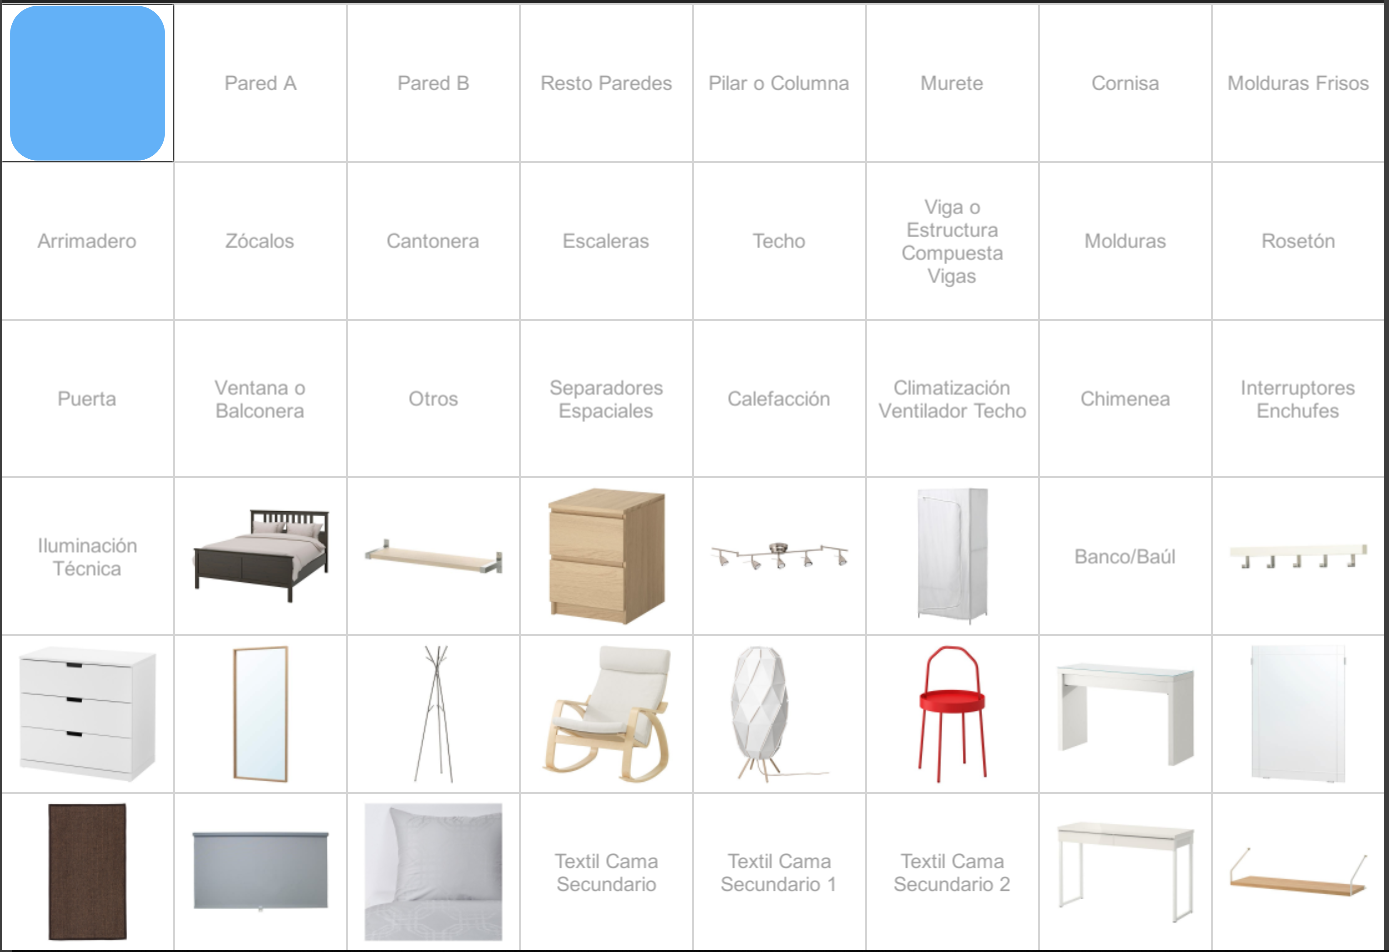 Pared A
Pared B
Resto Paredes
Pilar o Columna
Murete
Cornisa
Molduras Frisos
Arrimadero
Zócalos
Cantonera
Escaleras
Techo
Viga o
Estructura
Compuesta
Vigas
Molduras
Rosetón
Puerta
Ventana o
Balconera
Otros
Separadores
Espaciales
Calefacción
Climatización
Ventilador Techo
Chimenea
Interruptores
Enchufes
Iluminación
Técnica
Banco/Baúl
Textil Cama
Secundario
Textil Cama
Secundario 1
Textil Cama
Secundario 2